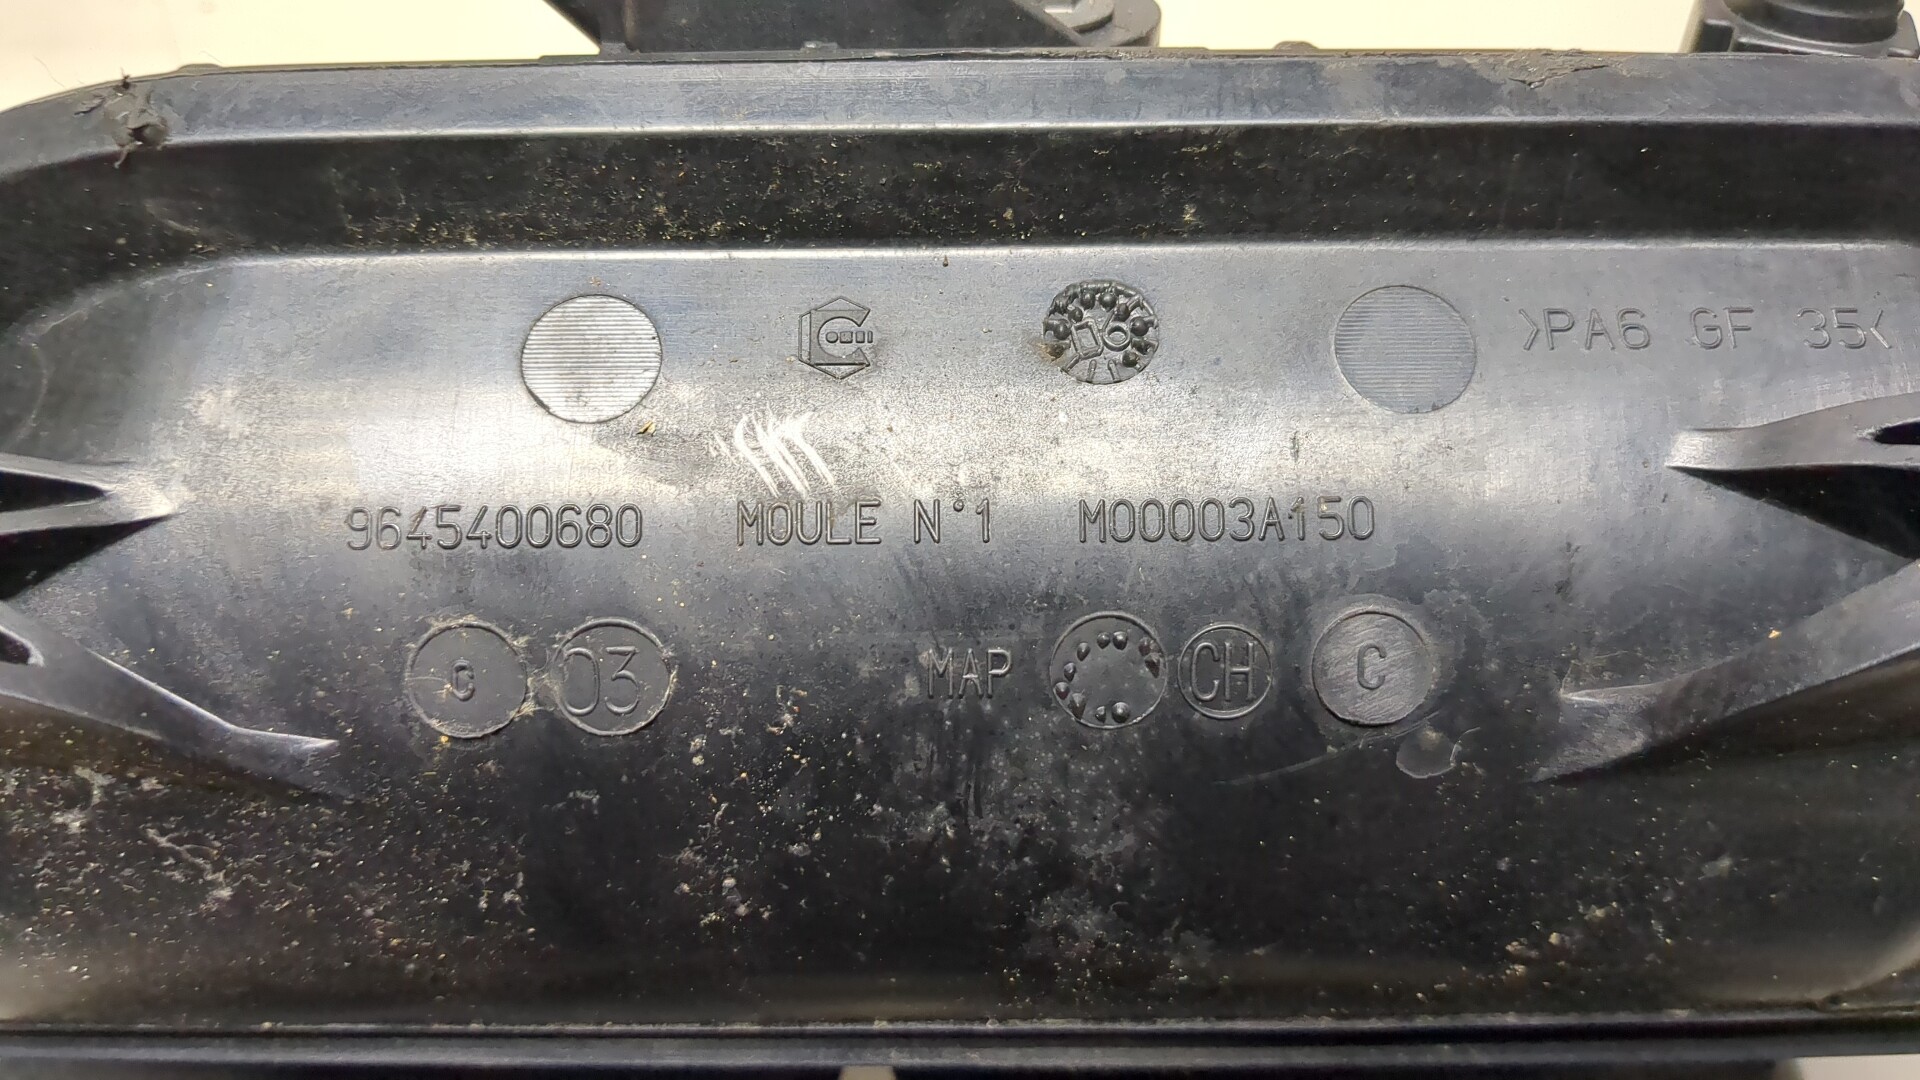 >PA6 GF 35<
9645400680 MOULE N°1 M00003A150
C 03 MAP CH C